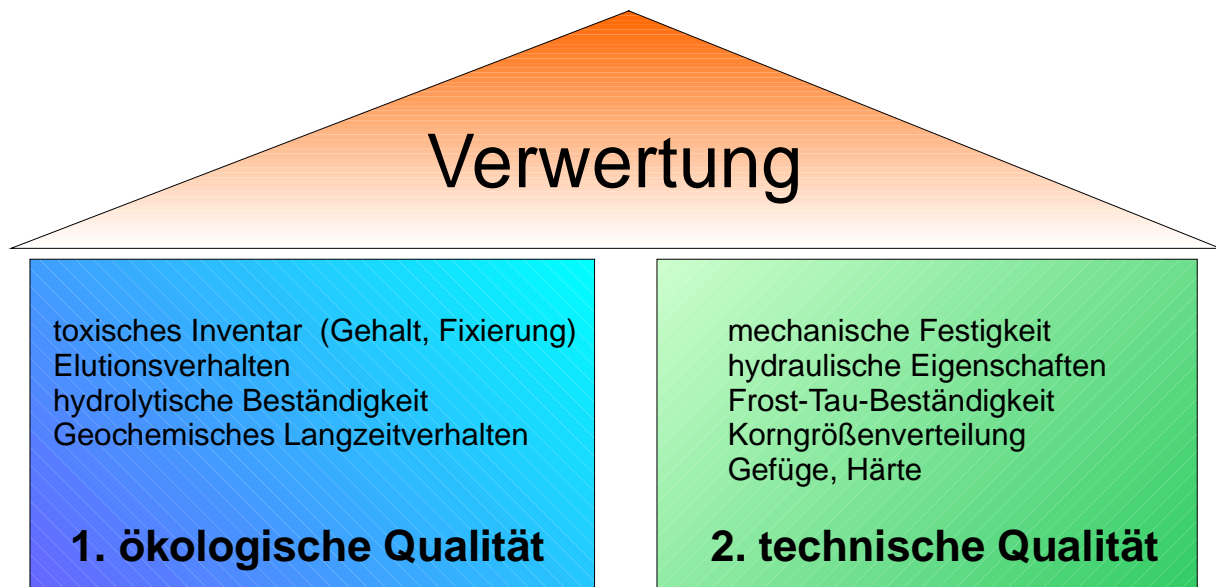 Verwertung
toxisches Inventar (Gehalt, Fixierung)
Elutionsverhalten
hydrolytische Beständigkeit
Geochemisches Langzeitverhalten
1. ökologische Qualität
mechanische Festigkeit
hydraulische Eigenschaften
Frost-Tau-Beständigkeit
Korngrößenverteilung
Gefüge, Härte
2. technische Qualität